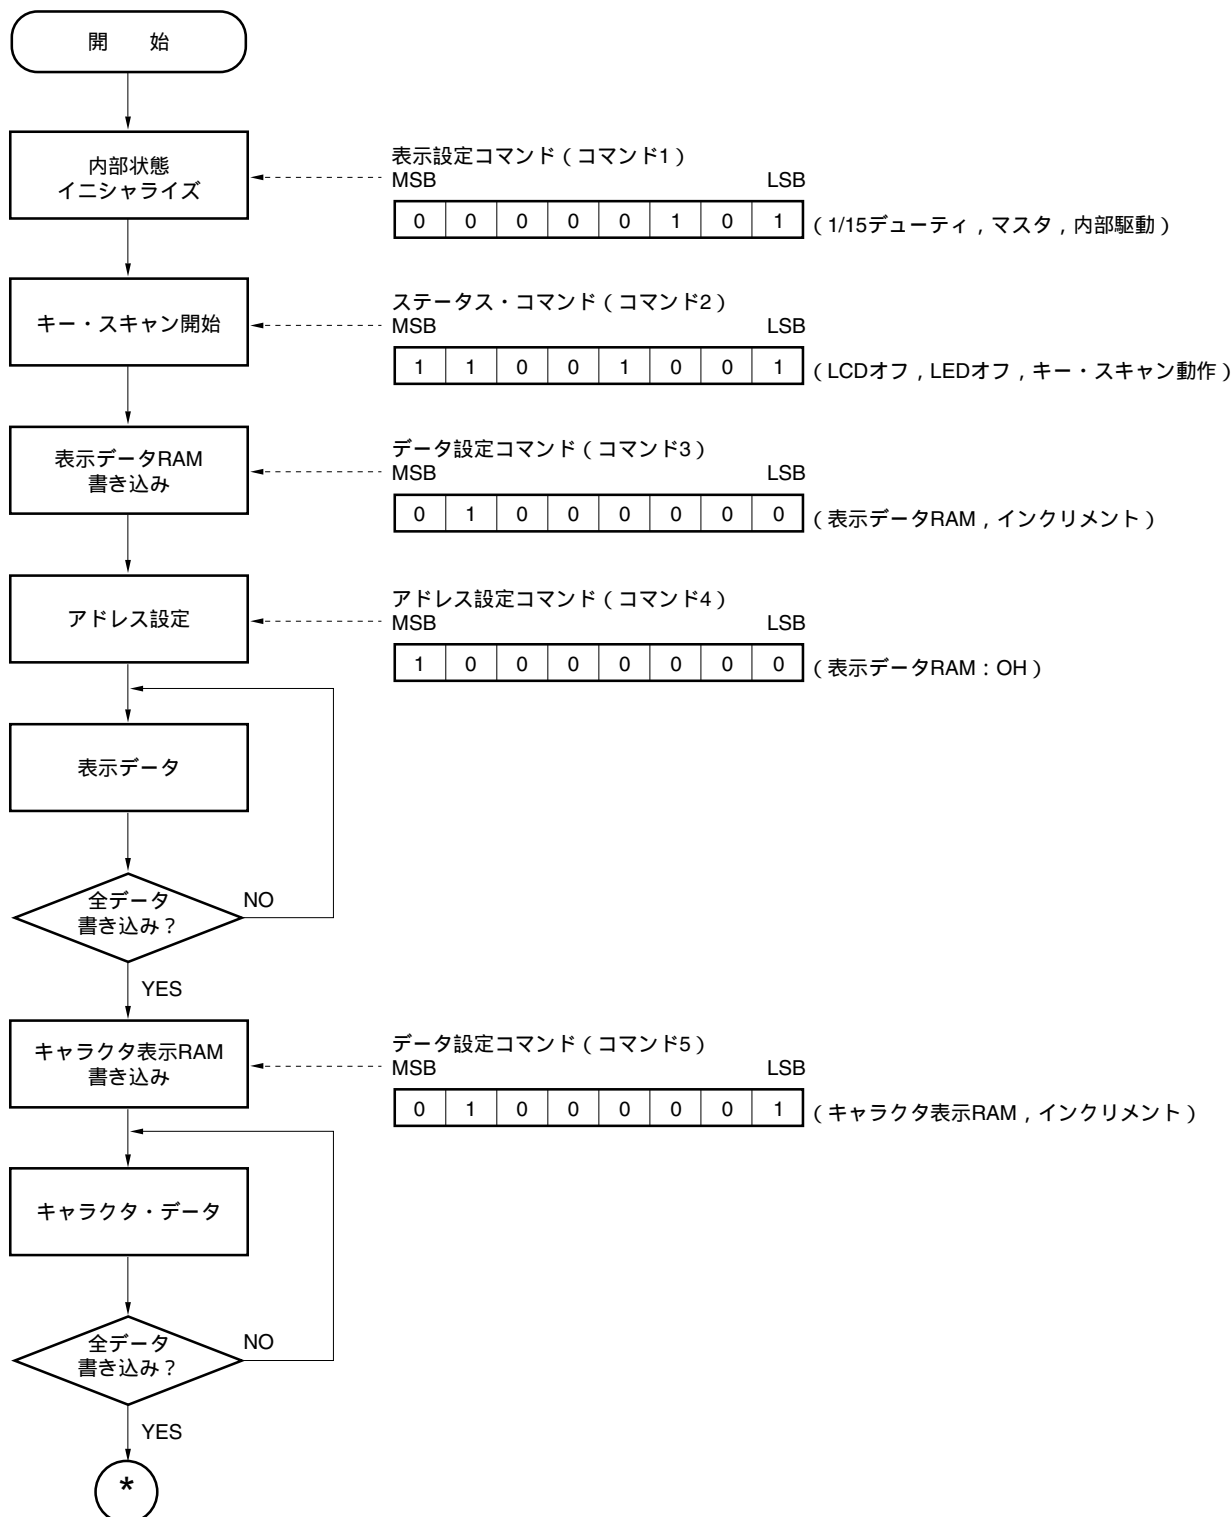 開 始
内部状態
イニシャライズ
表示設定コマンド（コマンド1）
MSB LSB
0 0 0 0 0 1 0 1 （1/15デューティ，マスタ，内部駆動）
キー・スキャン開始
ステータス・コマンド（コマンド2）
MSB LSB
1 1 0 0 1 0 0 1 （LCDオフ，LEDオフ，キー・スキャン動作）
表示データRAM
書き込み
データ設定コマンド（コマンド3）
MSB LSB
0 1 0 0 0 0 0 0 （表示データRAM，インクリメント）
アドレス設定
アドレス設定コマンド（コマンド4）
MSB LSB
1 0 0 0 0 0 0 0 （表示データRAM：OH）
表示データ
全データ
書き込み？
NO
YES
キャラクタ表示RAM
書き込み
データ設定コマンド（コマンド5）
MSB LSB
0 1 0 0 0 0 0 1 （キャラクタ表示RAM，インクリメント）
キャラクタ・データ
全データ
書き込み？
NO
YES
*